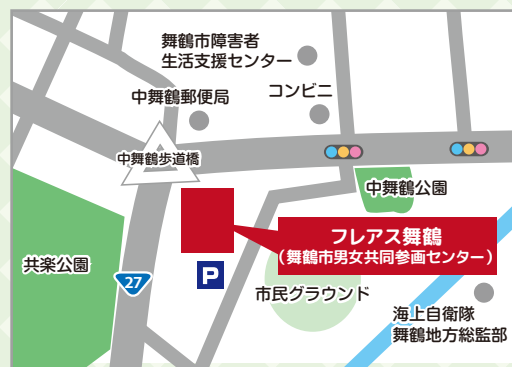 舞鶴市障害者
生活支援センター
中舞鶴郵便局
コンビニ
中舞鶴歩道橋
中舞鶴公園
フレアス舞鶴
(舞鶴市男女共同参画センター)
共楽公園
27
P
市民グラウンド
海上自衛隊
舞鶴地方総監部